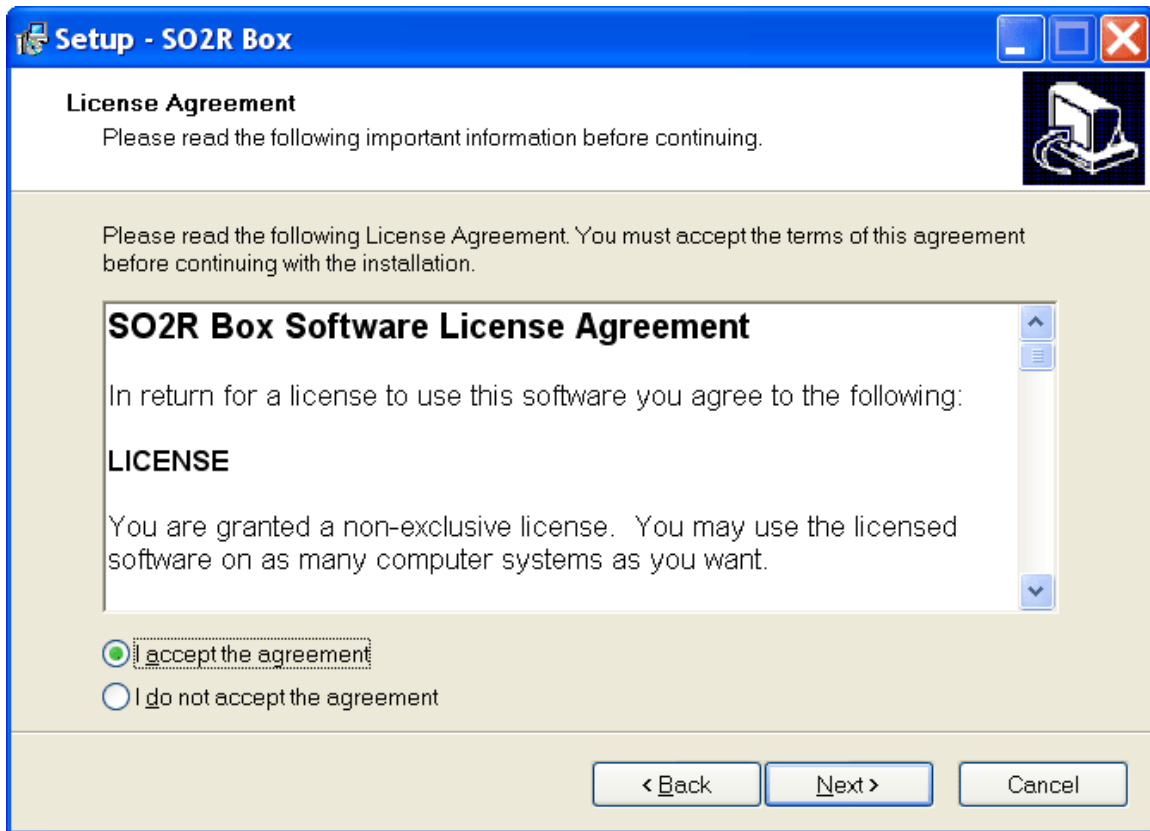 Setup - SO2R Box
License Agreement
Please read the following important information before continuing.
Please read the following License Agreement. You must accept the terms of this agreement
before continuing with the installation.
SO2R Box Software License Agreement
In return for a license to use this software you agree to the following:
LICENSE
You are granted a non-exclusive license.  You may use the licensed
software on as many computer systems as you want.
I accept the agreement
I do not accept the agreement
< Back
Next >
Cancel